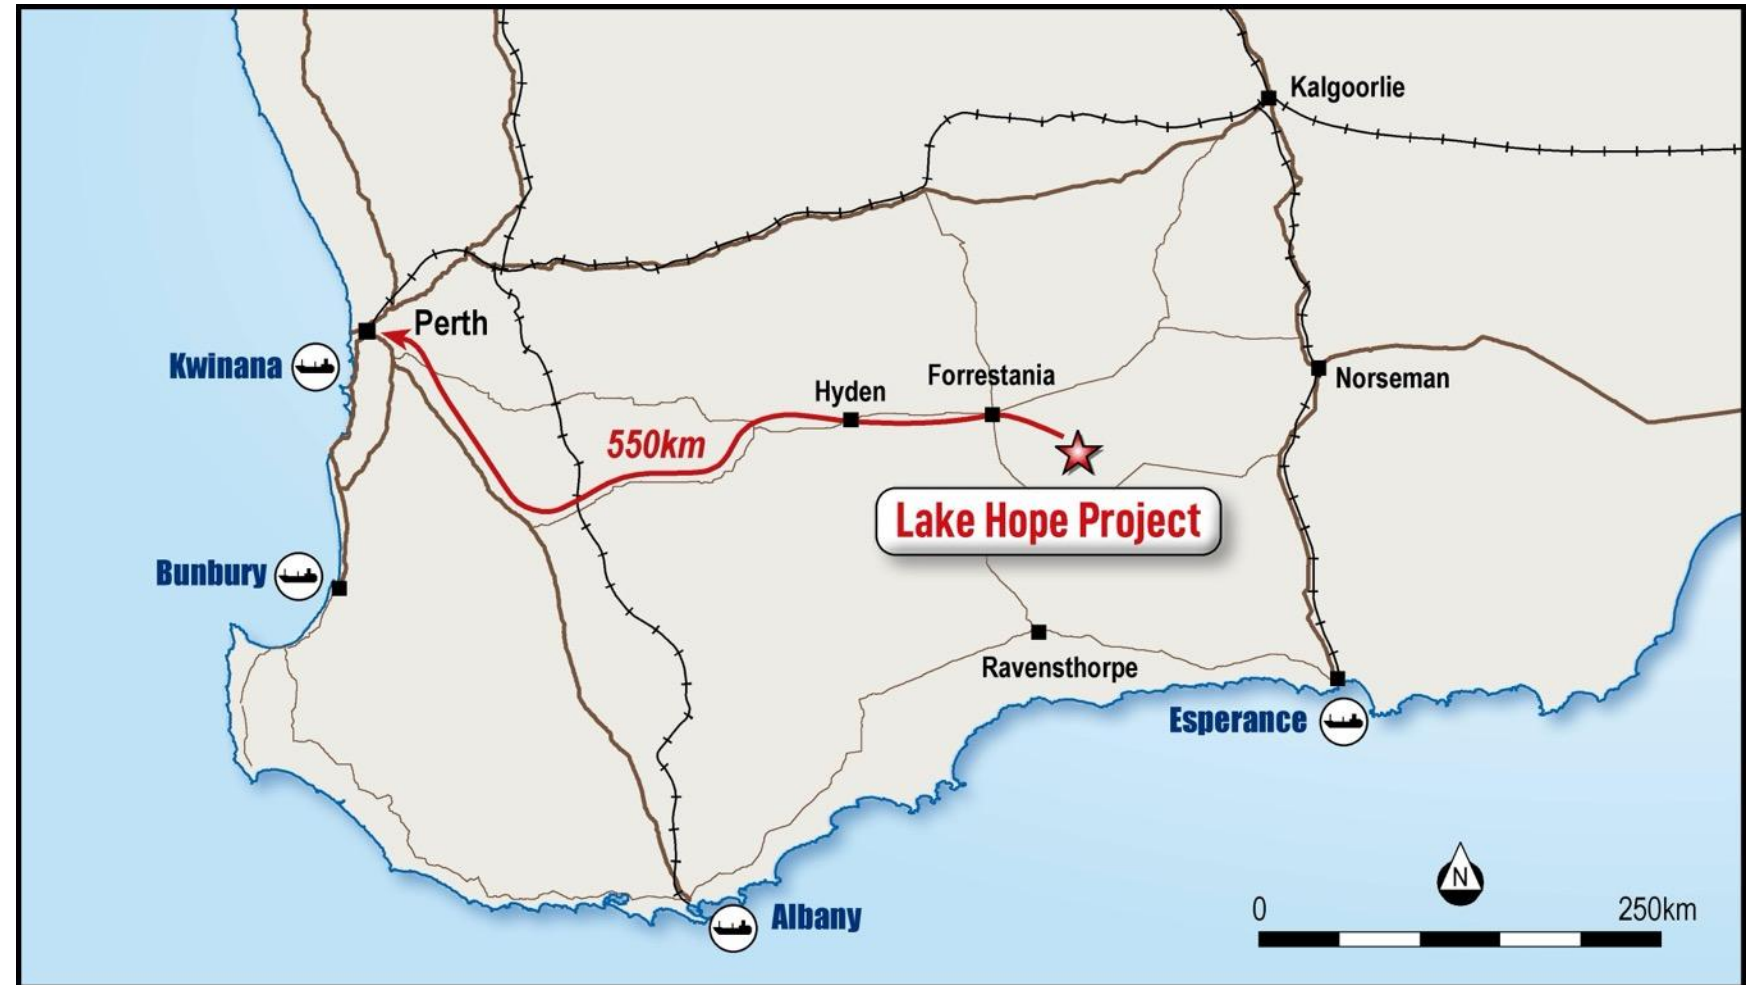 Kalgoorlie
Perth
Kwinana
Hyden
Forrestania
Norseman
550km
Lake Hope Project
Bunbury
Ravensthorpe
Esperance
Albany
N
0
250km